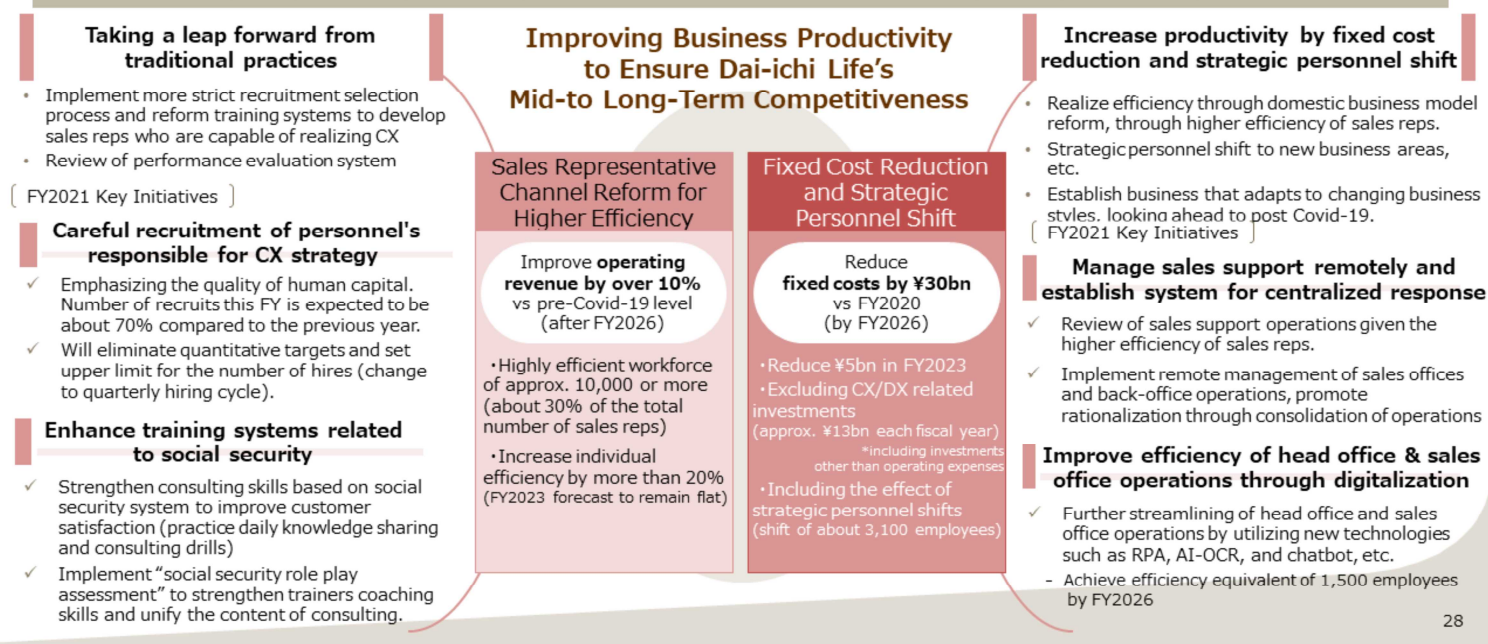 Improving Business Productivity
to Ensure Dai-ichi Life's
Mid-to Long-Term Competitiveness
Taking a leap forward from
traditional practices
• Implement more strict recruitment selection
process and reform training systems to develop
sales reps who are capable of realizing CX
• Review of performance evaluation system
[ FY2021 Key Initiatives ]
Careful recruitment of personnel's
responsible for CX strategy
✓ Emphasizing the quality of human capital.
Number of recruits this FY is expected to be
about 70% compared to the previous year.
✓ Will eliminate quantitative targets and set
upper limit for the number of hires (change
to quarterly hiring cycle).
Enhance training systems related
to social security
✓ Strengthen consulting skills based on social
security system to improve customer
satisfaction (practice daily knowledge sharing
and consulting drills)
✓ Implement “social security role play
assessment” to strengthen trainers coaching
skills and unify the content of consulting.
Sales Representative
Channel Reform for
Higher Efficiency
Improve operating
revenue by over 10%
vs pre-Covid-19 level
(after FY2026)
・Highly efficient workforce
of approx. 10,000 or more
(about 30% of the total
number of sales reps)
・Increase individual
efficiency by more than 20%
(FY2023 forecast to remain flat)
Fixed Cost Reduction
and Strategic
Personnel Shift
Reduce
fixed costs by ¥30bn
vs FY2020
(by FY2026)
・Reduce ¥5bn in FY2023
・Excluding CX/DX related
investments
(approx. ¥13bn each fiscal year)
*including investments
other than operating expenses
・Including the effect of
strategic personnel shifts
(shift of about 3,100 employees)
Increase productivity by fixed cost
reduction and strategic personnel shift
• Realize efficiency through domestic business model
reform, through higher efficiency of sales reps.
• Strategic personnel shift to new business areas,
etc.
• Establish business that adapts to changing business
styles, looking ahead to post Covid-19.
[ FY2021 Key Initiatives ]
Manage sales support remotely and
establish system for centralized response
✓ Review of sales support operations given the
higher efficiency of sales reps.
✓ Implement remote management of sales offices
and back-office operations, promote
rationalization through consolidation of operations
Improve efficiency of head office & sales
office operations through digitalization
✓ Further streamlining of head office and sales
office operations by utilizing new technologies
such as RPA, AI-OCR, and chatbot, etc.
- Achieve efficiency equivalent of 1,500 employees
by FY2026
28